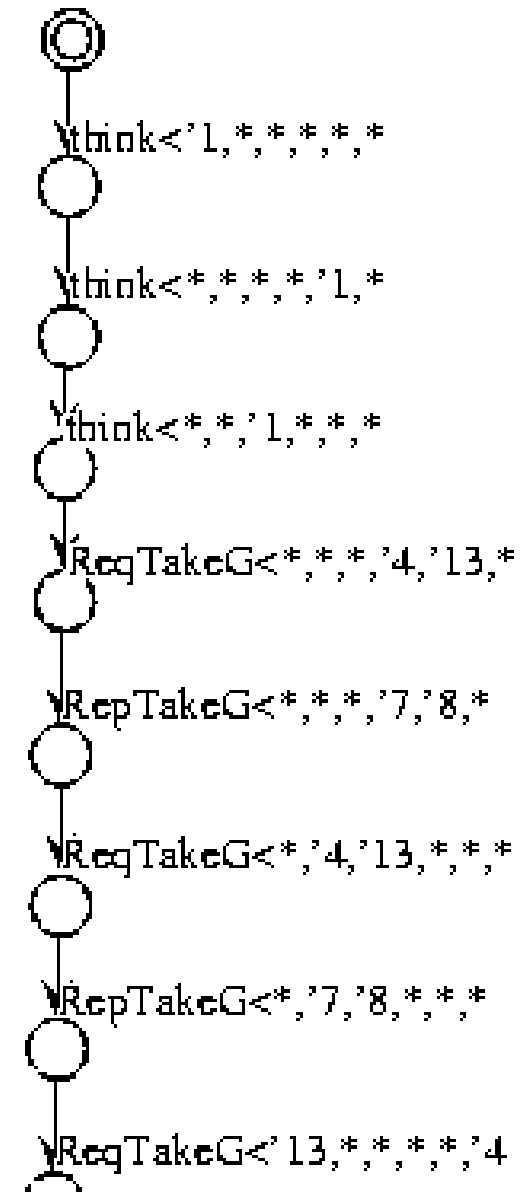 think<'1,*,*,*,*,*
think<*,*,*,*,'1,*
think<*,*,'1,*,*,*
ReqTakeG<*,*,*,'4,'13,*
RepTakeG<*,*,*,'7,'8,*
ReqTakeG<*,'4,'13,*,*,*
RepTakeG<*,'7,'8,*,*,*
ReqTakeG<'13,*,*,*,*,'4